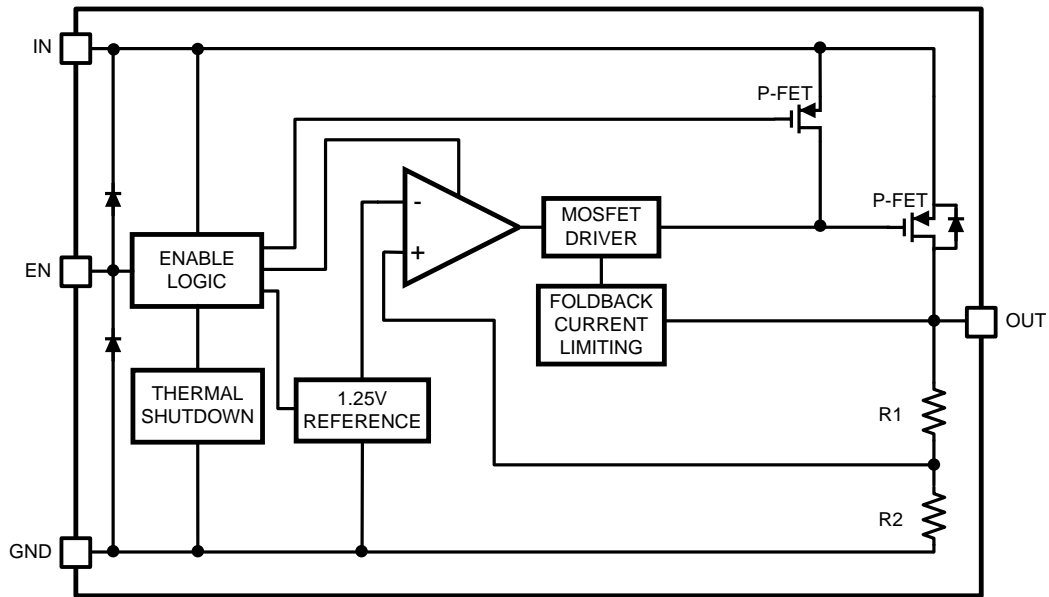 IN
P-FET
P-FET
-
MOSFET
DRIVER
+
EN
ENABLE
LOGIC
FOLDBACK
CURRENT
LIMITING
OUT
THERMAL
SHUTDOWN
1.25V
REFERENCE
R1
R2
GND